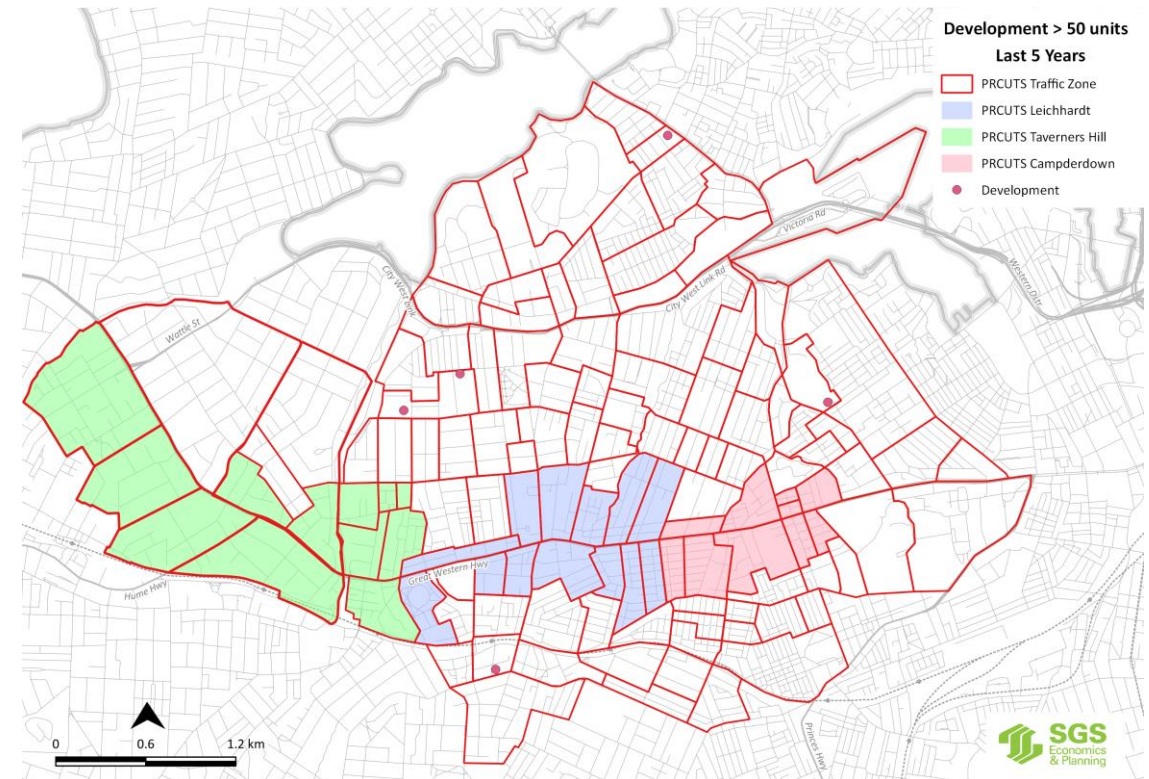 Development > 50 units
Last 5 Years
PRCUTS Traffic Zone
PRCUTS Leichhardt
PRCUTS Taverners Hill
PRCUTS Campderdown
Development
Victoria Rd
Western Distr
City West Link
City West Link Rd
Wattle St
Great Western Hwy
Hume Hwy
Princes Hwy
0 0.6 1.2 km
SGS
Economics
& Planning